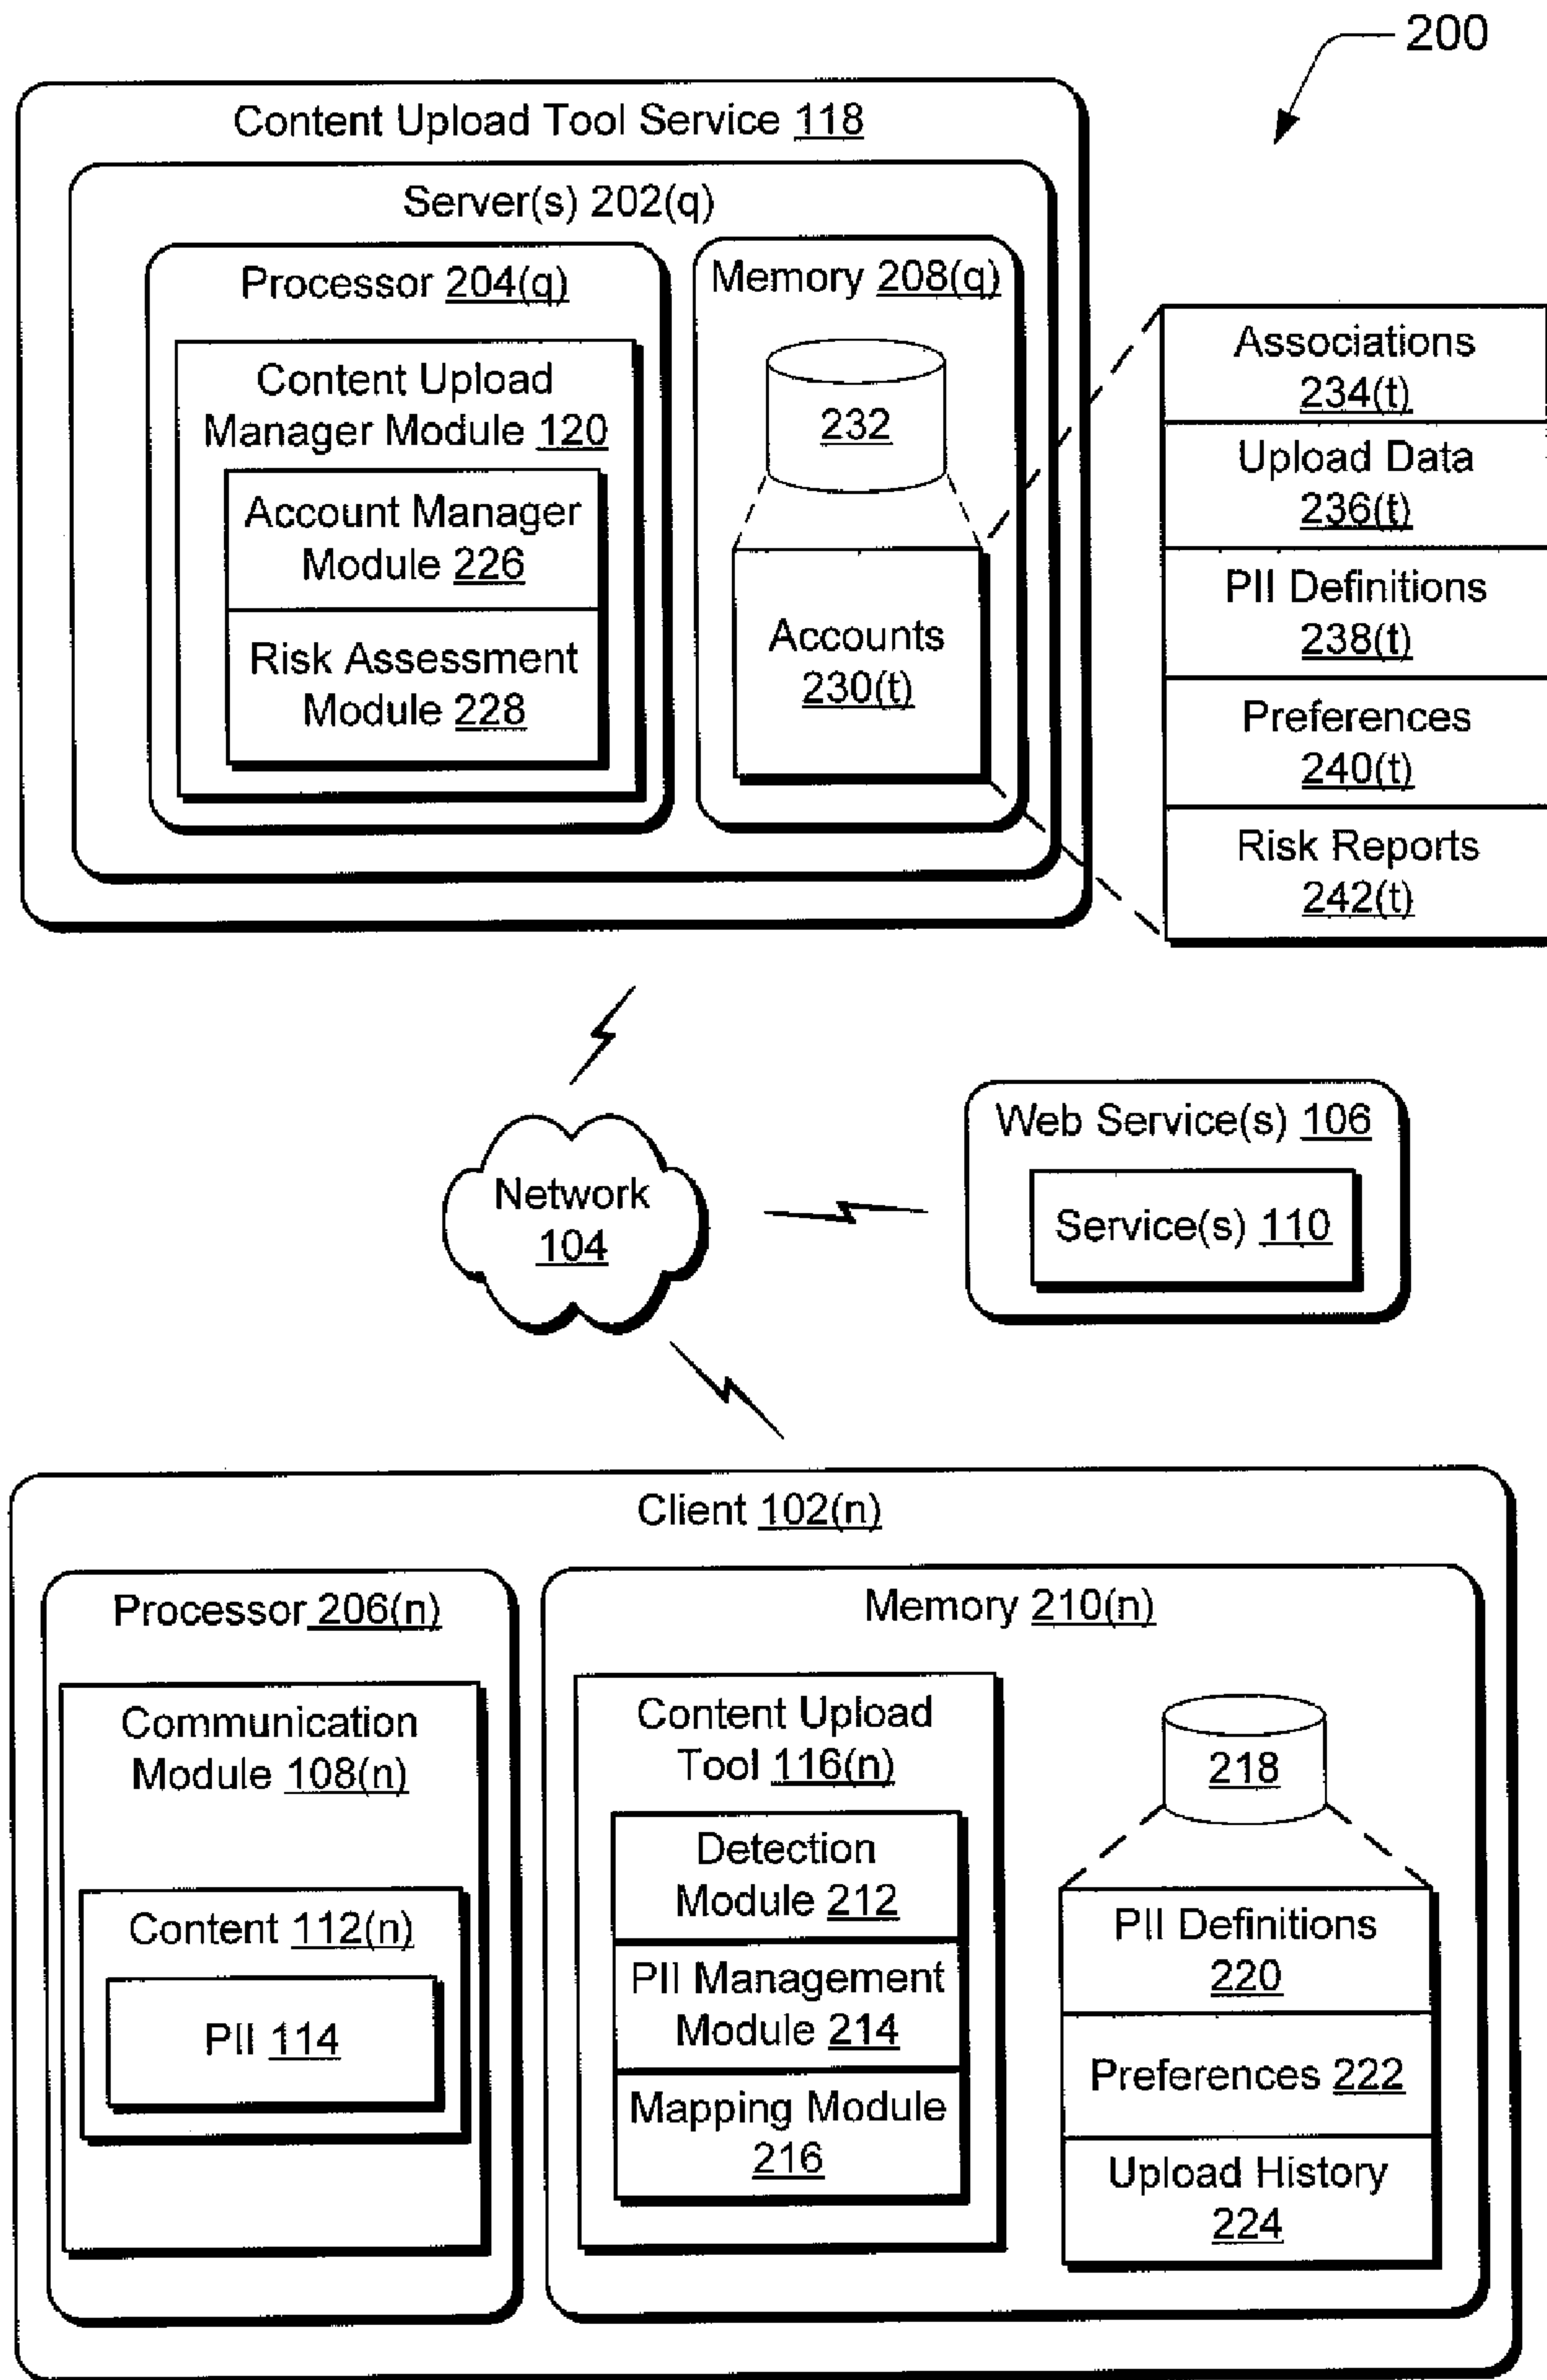 200
Content Upload Tool Service 118
Server(s) 202(q)
Processor 204(q)
Content Upload
Manager Module 120
Account Manager
Module 226
Risk Assessment
Module 228
Memory 208(q)
232
Accounts
230(t)
Associations
234(t)
Upload Data
236(t)
PII Definitions
238(t)
Preferences
240(t)
Risk Reports
242(t)
Network
104
Web Service(s) 106
Service(s) 110
Client 102(n)
Processor 206(n)
Communication
Module 108(n)
Content 112(n)
PII 114
Memory 210(n)
Content Upload
Tool 116(n)
Detection
Module 212
PII Management
Module 214
Mapping Module
216
218
PII Definitions
220
Preferences 222
Upload History
224